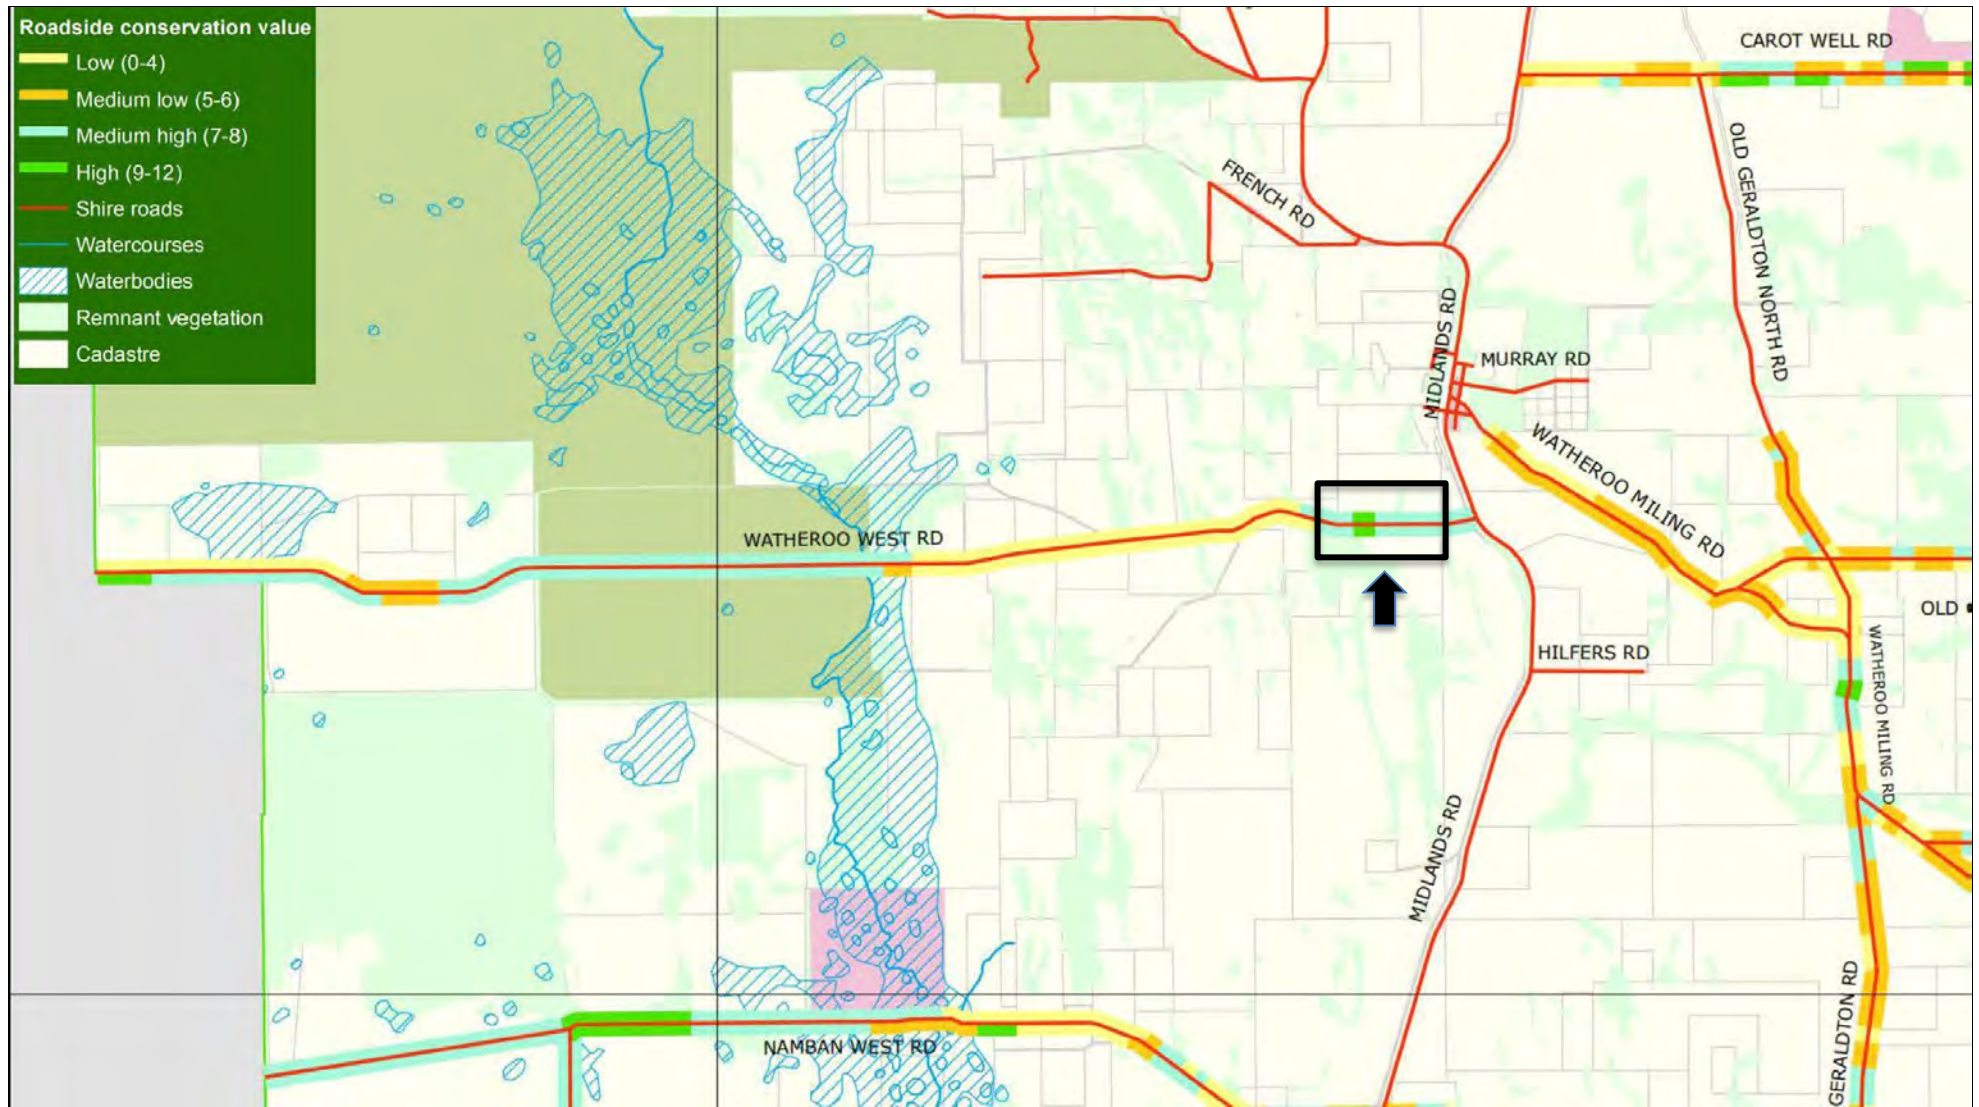 Roadside conservation value
Low (0-4)
Medium low (5-6)
Medium high (7-8)
High (9-12)
Shire roads
Watercourses
Waterbodies
Remnant vegetation
Cadastre
CAROT WELL RD
OLD GERALDTON NORTH RD
FRENCH RD
MIDLANDS RD
MURRAY RD
WATHEROO MILING RD
WATHEROO WEST RD
OLD
HILFERS RD
WATHEROO MILING RD
MIDLANDS RD
GERALDTON RD
NAMBAN WEST RD